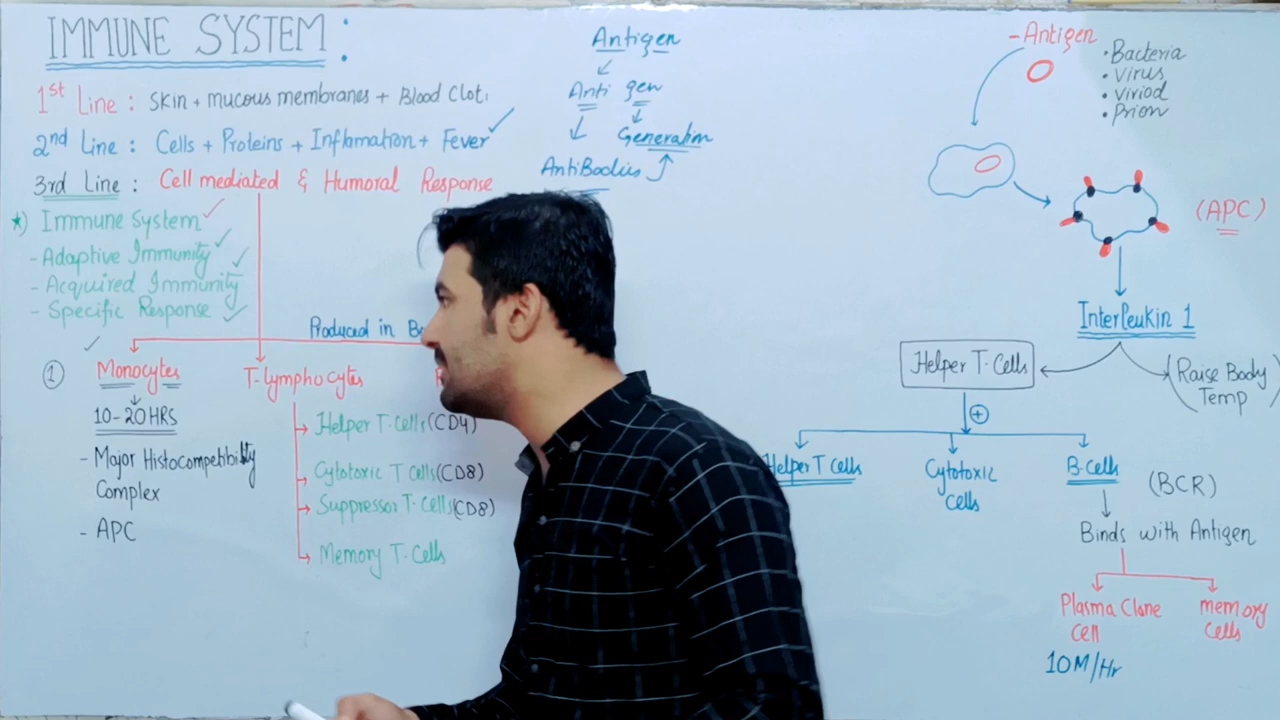 IMMUNE SYSTEM:
1st Line: Skin + mucous membranes + Blood Clot.
2nd Line: Cells + Proteins + Inflamation + Fever ✓
3rd Line: Cell mediated & Humoral Response
*) Immune System ✓
- Adaptive Immunity ✓
- Acquired Immunity ✓
- Specific Response ✓
Produced in
① Monocytes
10-20 HRS
- Major Histocompetibility
Complex
- APC
T-lymphocytes
Helper T-Cells (CD4)
Cytotoxic T Cells (CD8)
Suppressor T-Cells (CD8)
Memory T-Cells
Antigen
Anti gen
Generation
AntiBodies
- Antigen
• Bacteria
• Virus
• Viriod
• Prion
(APC)
Interleukin 1
Helper T-Cells
(Raise Body
Temp)
+
Helper T Cells
Cytotoxic
Cells
B-cells
(BCR)
Binds with Antigen
Plasma Clone
Cell
10M/Hr
memory
Cells